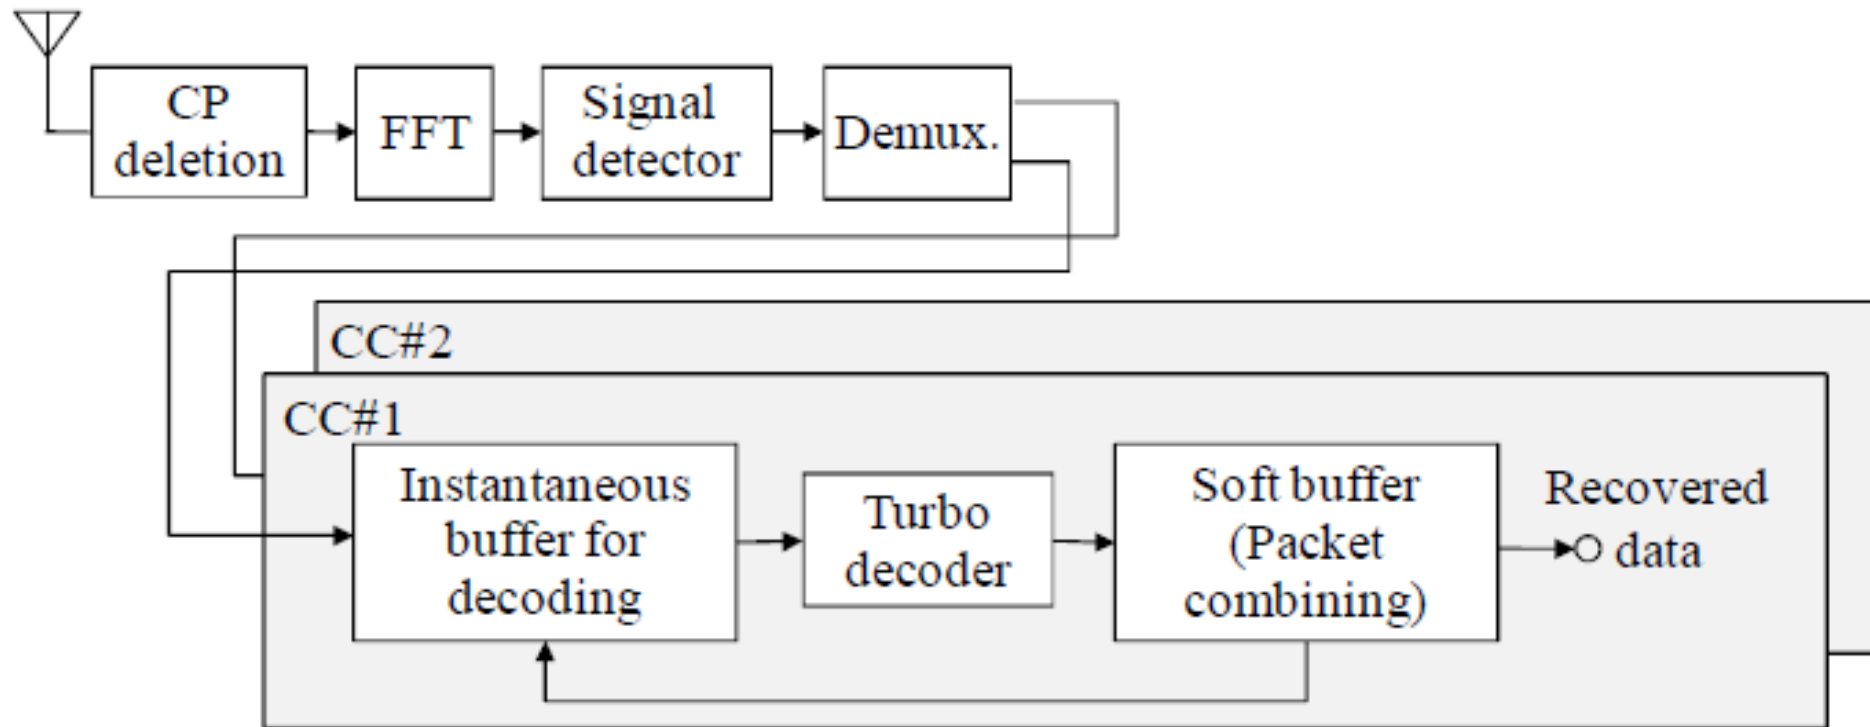 CP
deletion
FFT
Signal
detector
Demux.
CC#2
CC#1
Instantaneous
buffer for
decoding
Turbo
decoder
Soft buffer
(Packet
combining)
Recovered
data